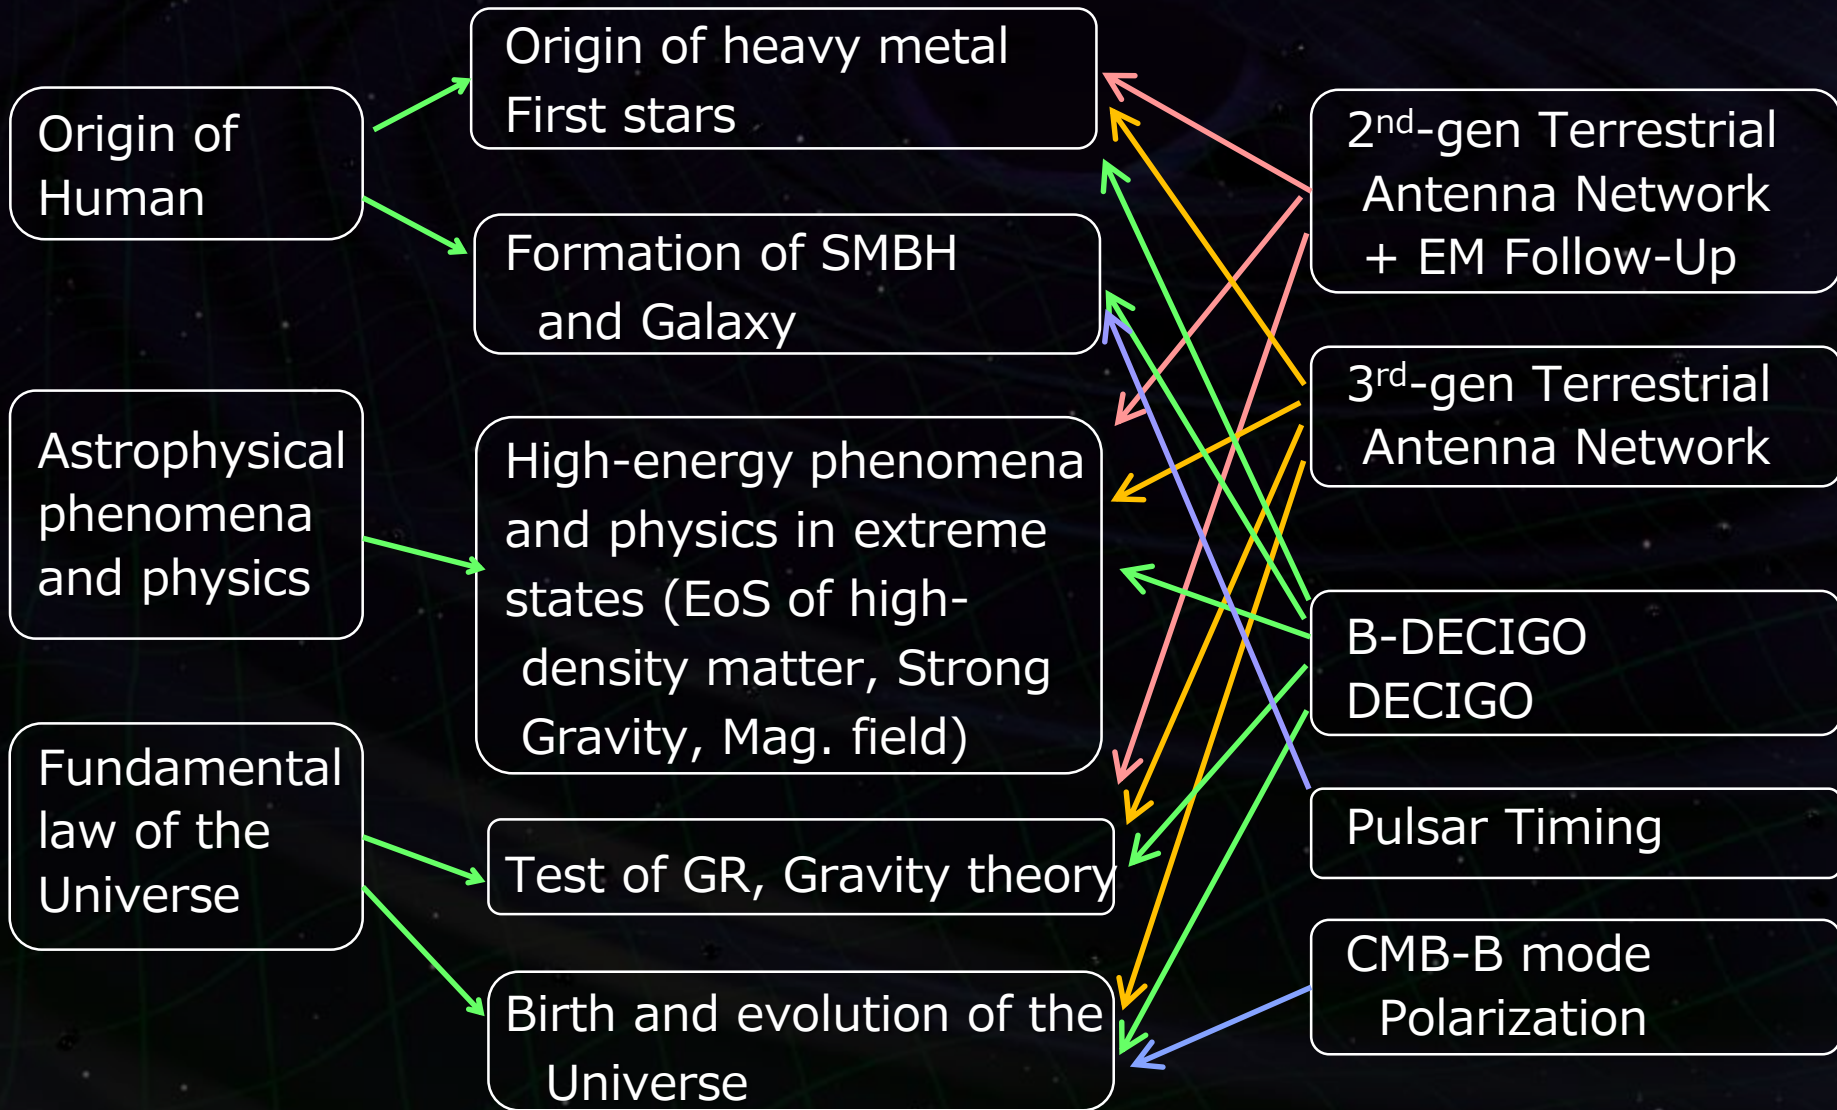 Origin of
Human
Astrophysical
phenomena
and physics
Fundamental
law of the
Universe
Origin of heavy metal
First stars
Formation of SMBH
and Galaxy
High-energy phenomena
and physics in extreme
states (EoS of high-
density matter, Strong
Gravity, Mag. field)
Test of GR, Gravity theory
Birth and evolution of the
Universe
2nd-gen Terrestrial
Antenna Network
+ EM Follow-Up
3rd-gen Terrestrial
Antenna Network
B-DECIGO
DECIGO
Pulsar Timing
CMB-B mode
Polarization